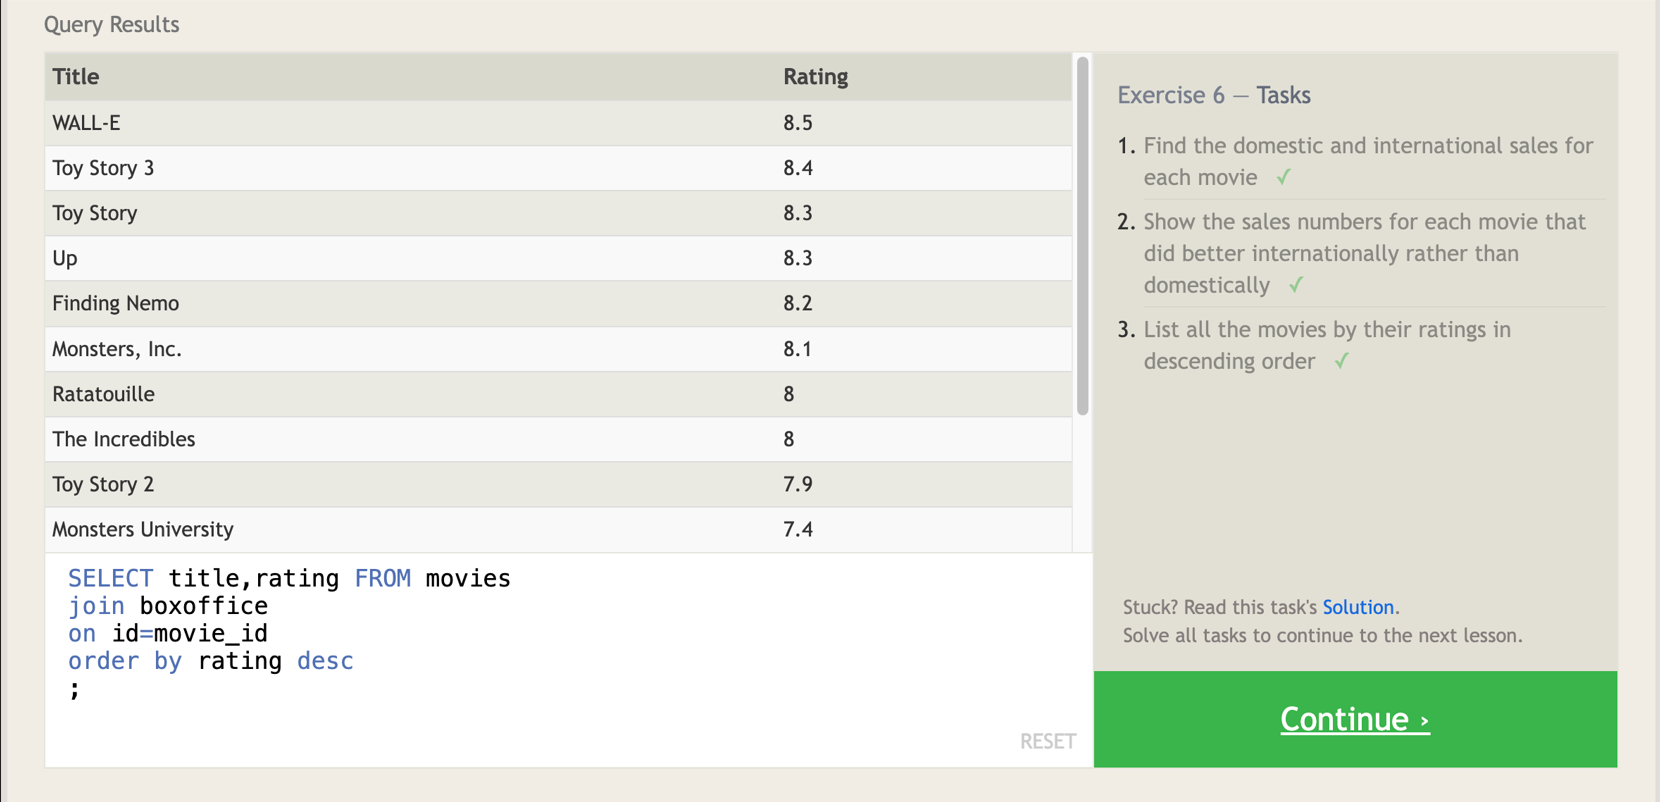 Query Results
Title Rating
WALL-E 8.5
Toy Story 3 8.4
Toy Story 8.3
Up 8.3
Finding Nemo 8.2
Monsters, Inc. 8.1
Ratatouille 8
The Incredibles 8
Toy Story 2 7.9
Monsters University 7.4
SELECT title,rating FROM movies
join boxoffice
on id=movie_id
order by rating desc
;
RESET
Exercise 6 — Tasks
1. Find the domestic and international sales for
each movie ✓
2. Show the sales numbers for each movie that
did better internationally rather than
domestically ✓
3. List all the movies by their ratings in
descending order ✓
Stuck? Read this task's Solution.
Solve all tasks to continue to the next lesson.
Continue ›